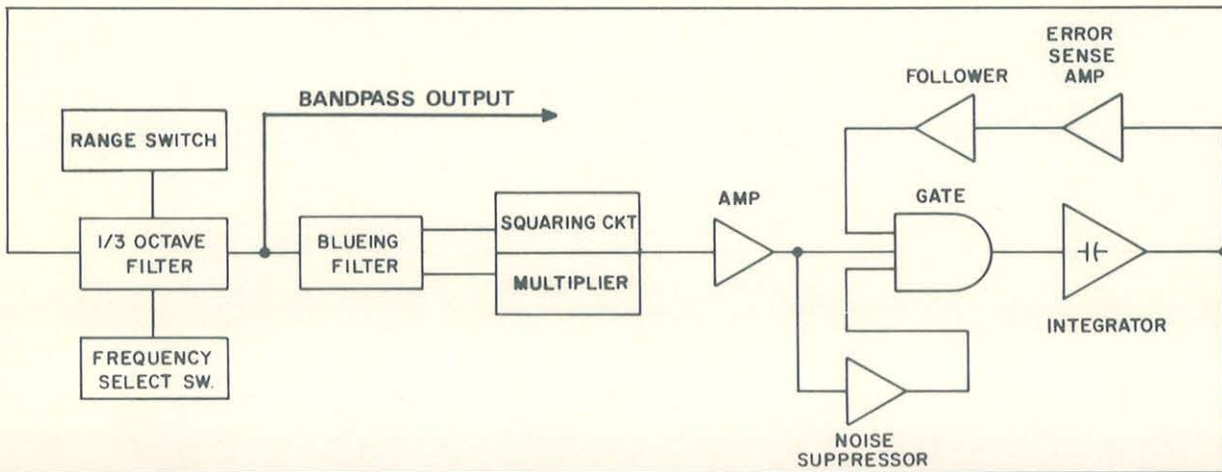 ERROR
SENSE
AMP
FOLLOWER
BANDPASS OUTPUT
RANGE SWITCH
AMP
GATE
1/3 OCTAVE
FILTER
BLUEING
FILTER
SQUARING CKT
MULTIPLIER
INTEGRATOR
FREQUENCY
SELECT SW.
NOISE
SUPPRESSOR